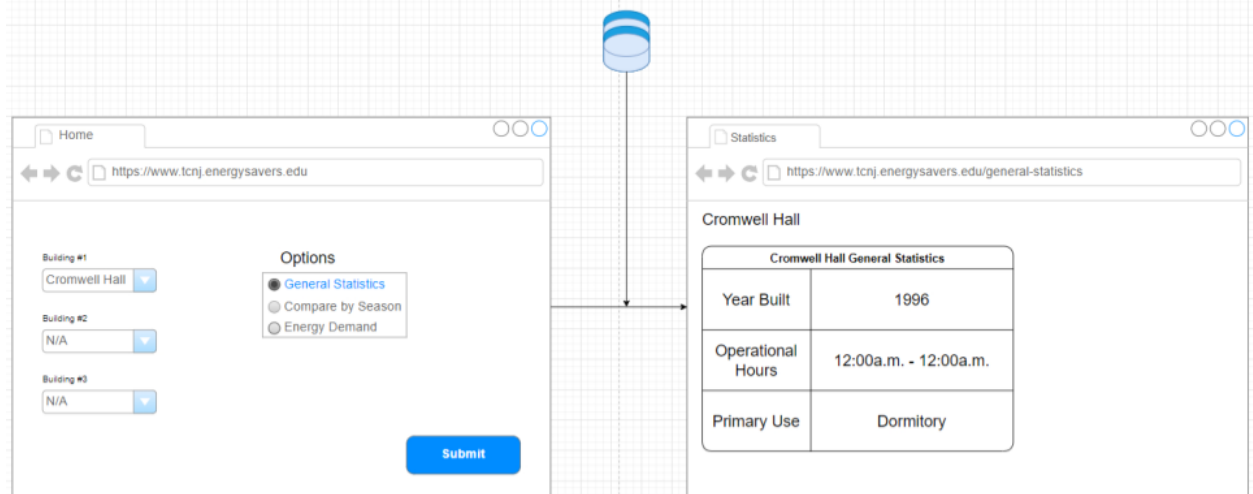 Home
https://www.tcnj.energysavers.edu
Building #1
Cromwell Hall
Building #2
N/A
Building #3
N/A
Options
General Statistics
Compare by Season
Energy Demand
Submit
Statistics
https://www.tcnj.energysavers.edu/general-statistics
Cromwell Hall
Cromwell Hall General Statistics
Year Built 1996
Operational
Hours
12:00a.m. - 12:00a.m.
Primary Use Dormitory